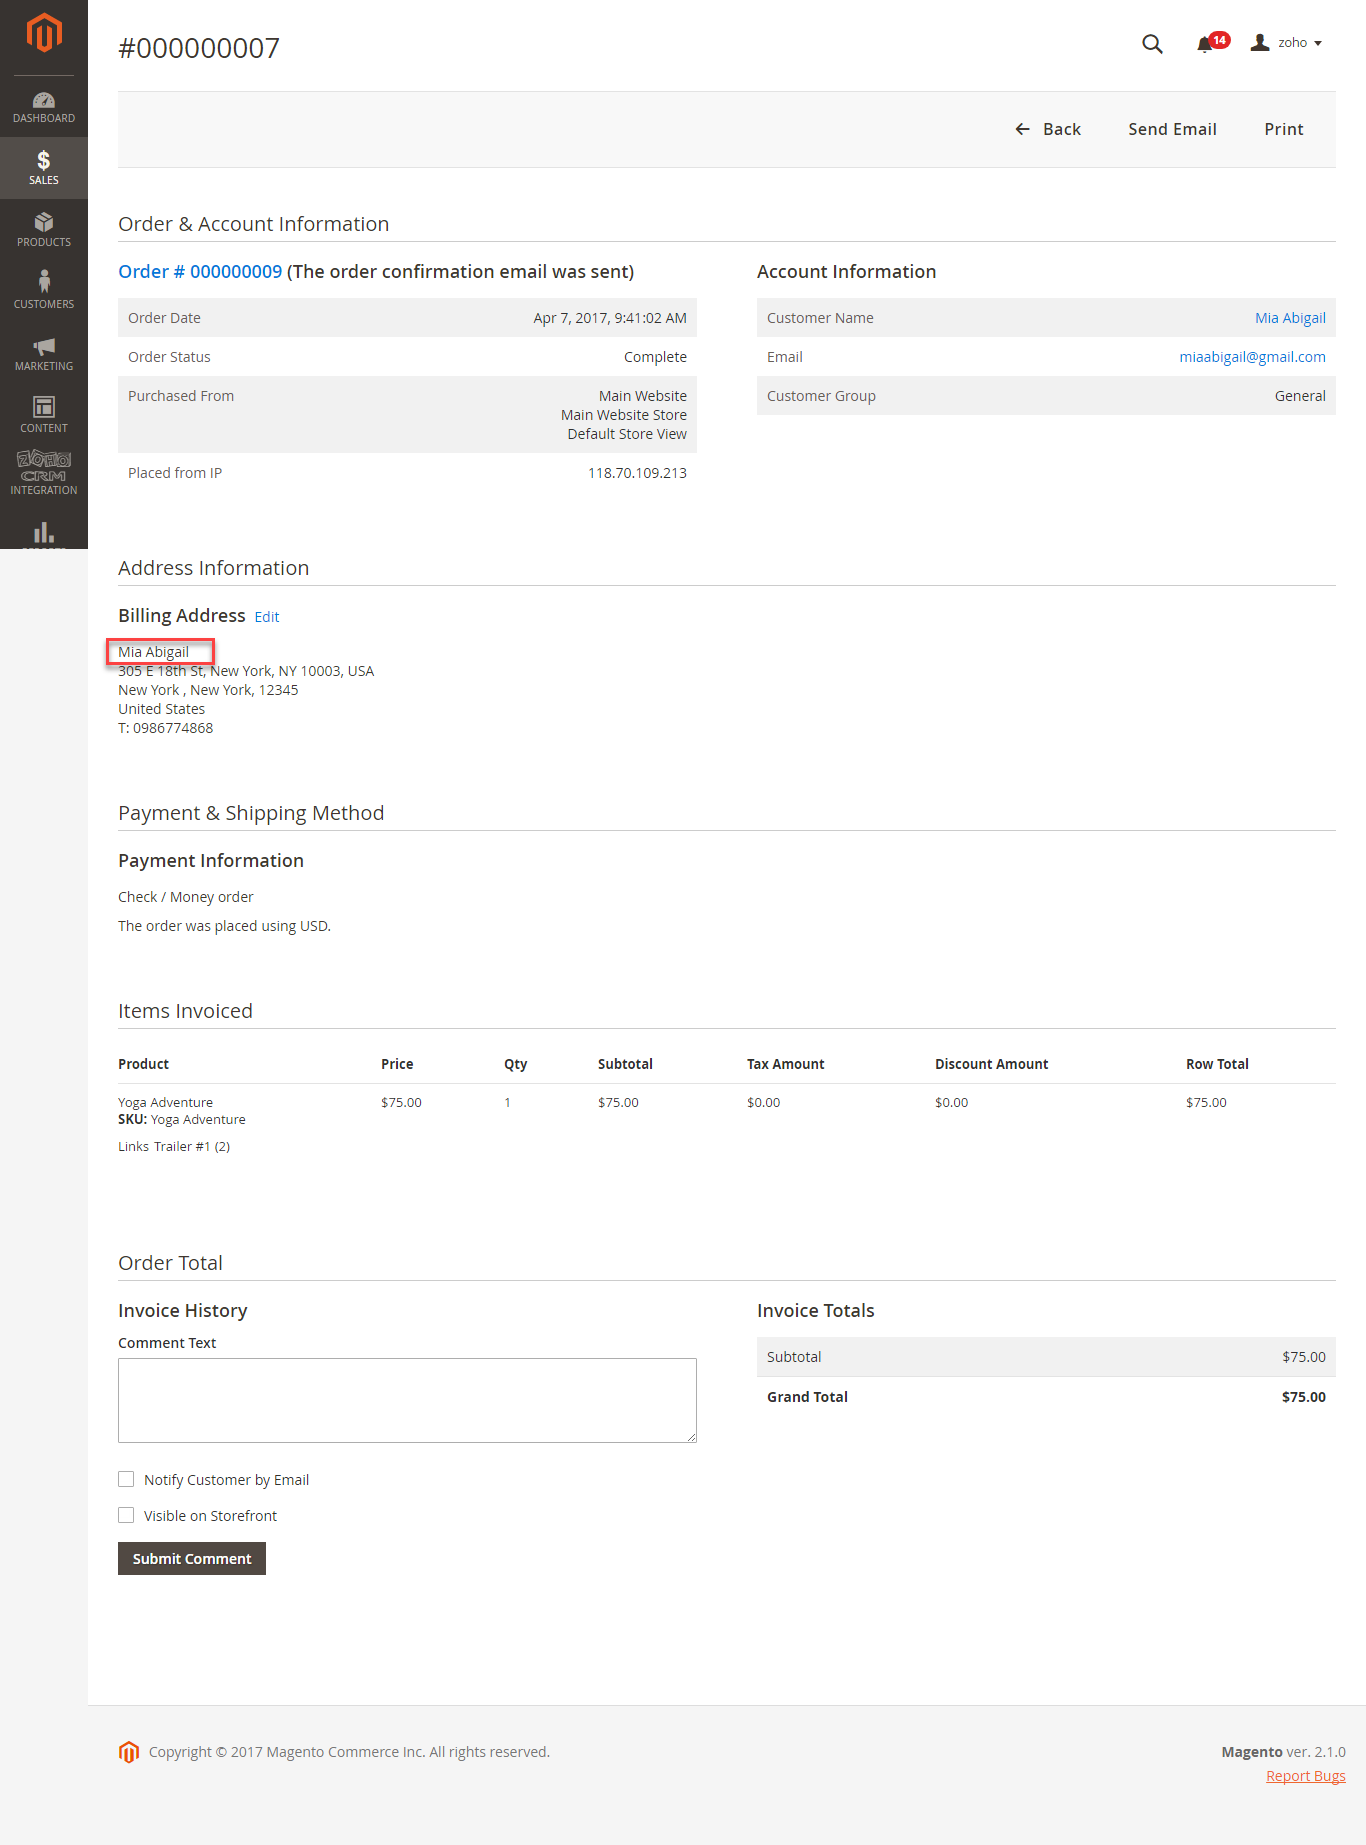 #000000007
14
zoho
DASHBOARD
SALES
PRODUCTS
CUSTOMERS
MARKETING
CONTENT
ZOHO
CRM
INTEGRATION
Back
Send Email
Print
Order & Account Information
Order # 000000009 (The order confirmation email was sent)
Order Date Apr 7, 2017, 9:41:02 AM
Order Status Complete
Purchased From Main Website
Main Website Store
Default Store View
Placed from IP 118.70.109.213
Account Information
Customer Name Mia Abigail
Email miaabigail@gmail.com
Customer Group General
Address Information
Billing Address Edit
Mia Abigail
305 E 18th St, New York, NY 10003, USA
New York , New York, 12345
United States
T: 0986774868
Payment & Shipping Method
Payment Information
Check / Money order
The order was placed using USD.
Items Invoiced
Product Price Qty Subtotal Tax Amount Discount Amount Row Total
Yoga Adventure $75.00 1 $75.00 $0.00 $0.00 $75.00
SKU: Yoga Adventure
Links Trailer #1 (2)
Order Total
Invoice History
Comment Text
Notify Customer by Email
Visible on Storefront
Submit Comment
Invoice Totals
Subtotal $75.00
Grand Total $75.00
Copyright © 2017 Magento Commerce Inc. All rights reserved.
Magento ver. 2.1.0
Report Bugs